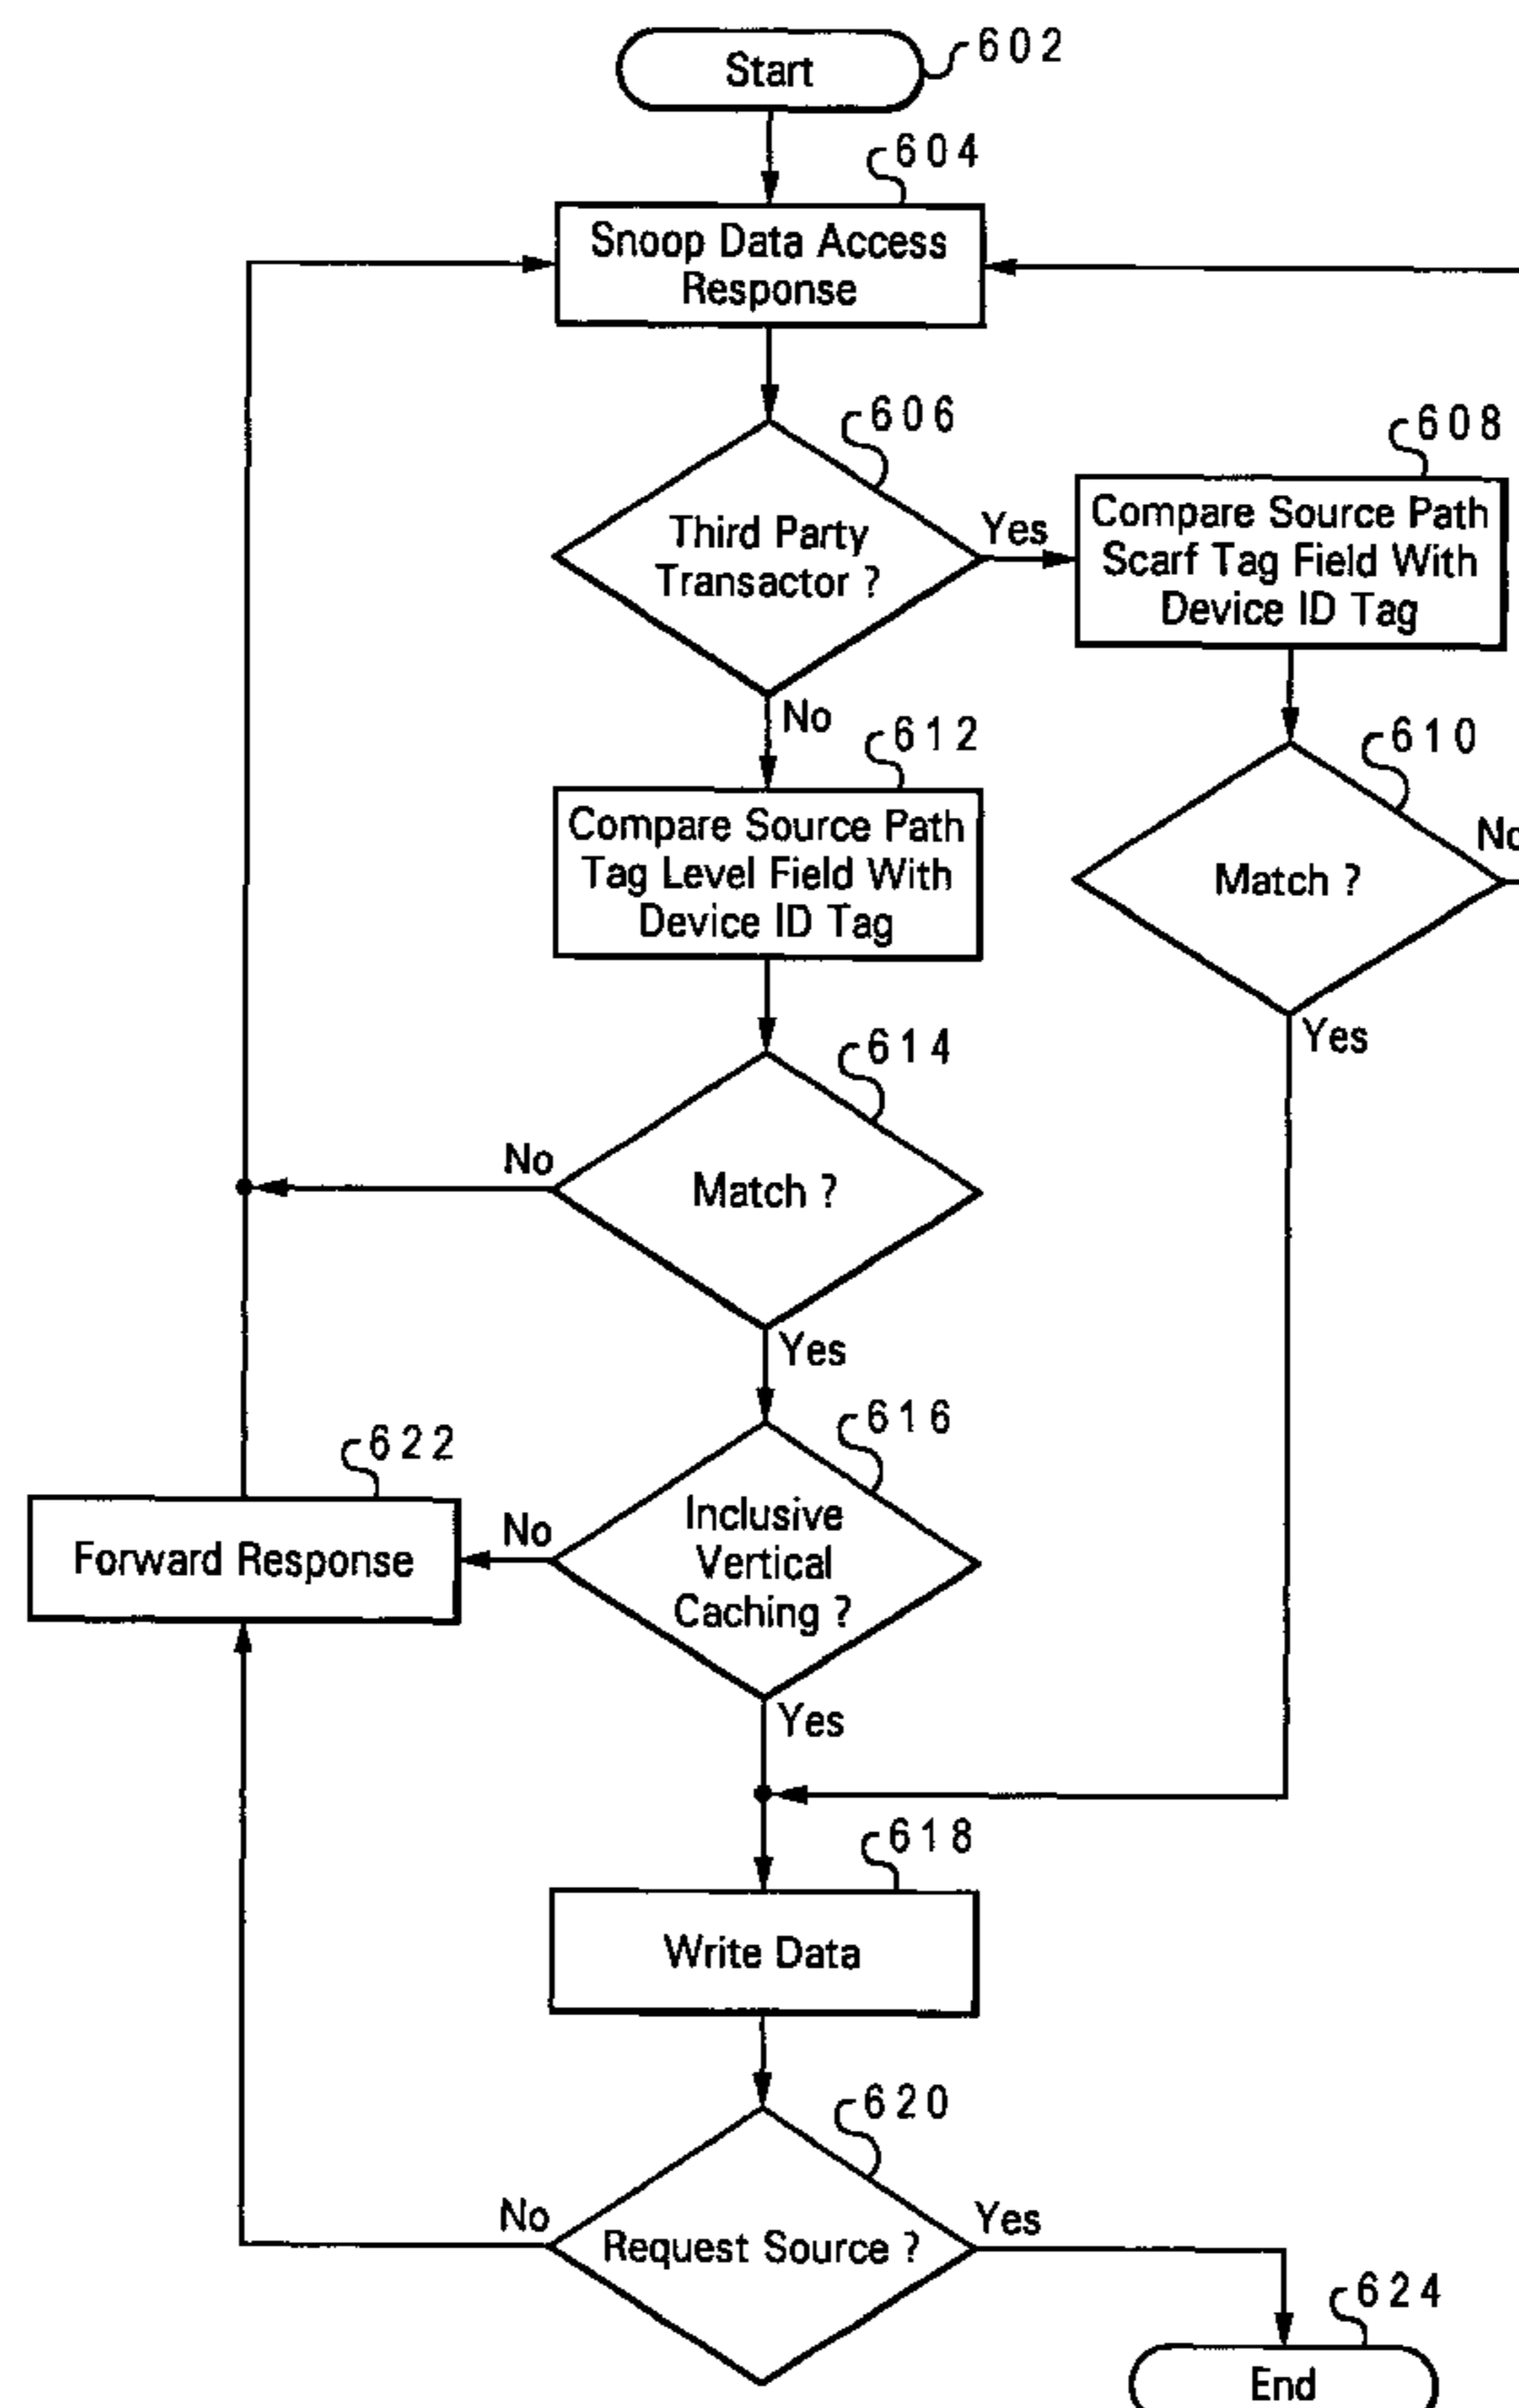 Start
602
604
Snoop Data Access
Response
606
608
Third Party
Transactor ?
Yes
Compare Source Path
Scarf Tag Field With
Device ID Tag
No
612
610
Compare Source Path
Tag Level Field With
Device ID Tag
Match ?
No
Yes
614
No
Match ?
Yes
616
622
Inclusive
Vertical
Caching ?
No
Forward Response
Yes
618
Write Data
620
No
Request Source ?
Yes
624
End